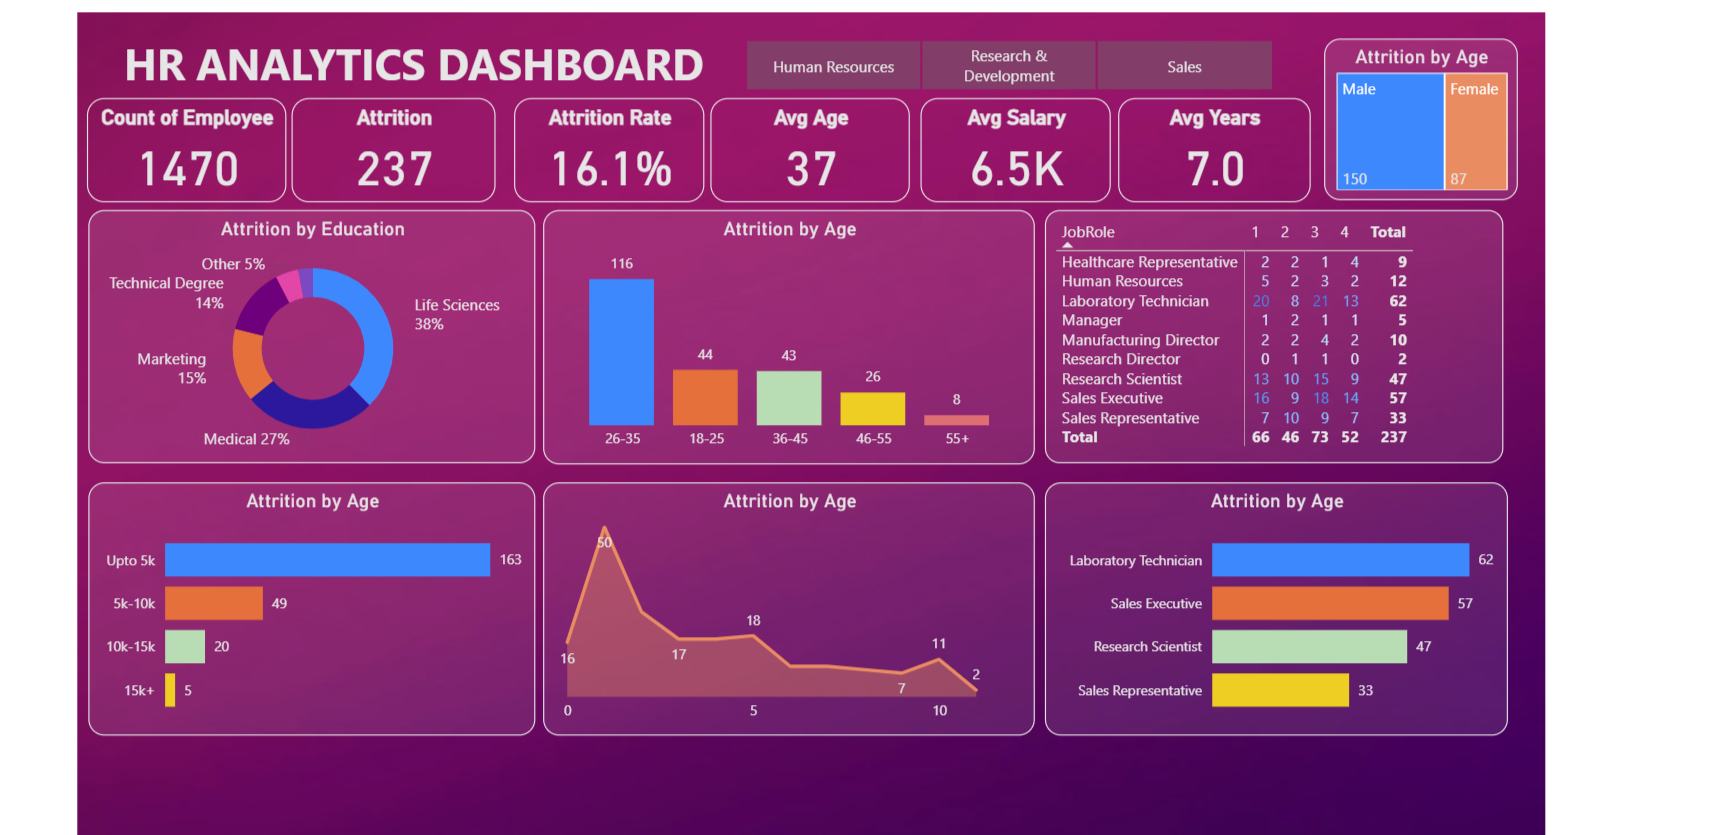 HR ANALYTICS DASHBOARD
Human Resources
Research &
Development
Sales
Attrition by Age
Male
Female
150
87
Count of Employee
1470
Attrition
237
Attrition Rate
16.1%
Avg Age
37
Avg Salary
6.5K
Avg Years
7.0
Attrition by Education
Other 5%
Technical Degree
14%
Life Sciences
38%
Marketing
15%
Medical 27%
Attrition by Age
116
44
43
26
8
26-35
18-25
36-45
46-55
55+
JobRole 1 2 3 4 Total
Healthcare Representative 2 2 1 4 9
Human Resources 5 2 3 2 12
Laboratory Technician 20 8 21 13 62
Manager 1 2 1 1 5
Manufacturing Director 2 2 4 2 10
Research Director 0 1 1 0 2
Research Scientist 13 10 15 9 47
Sales Executive 16 9 18 14 57
Sales Representative 7 10 9 7 33
Total 66 46 73 52 237
Attrition by Age
Upto 5k 163
5k-10k 49
10k-15k 20
15k+ 5
Attrition by Age
50
16
17
18
7
11
2
0 5 10
Attrition by Age
Laboratory Technician 62
Sales Executive 57
Research Scientist 47
Sales Representative 33